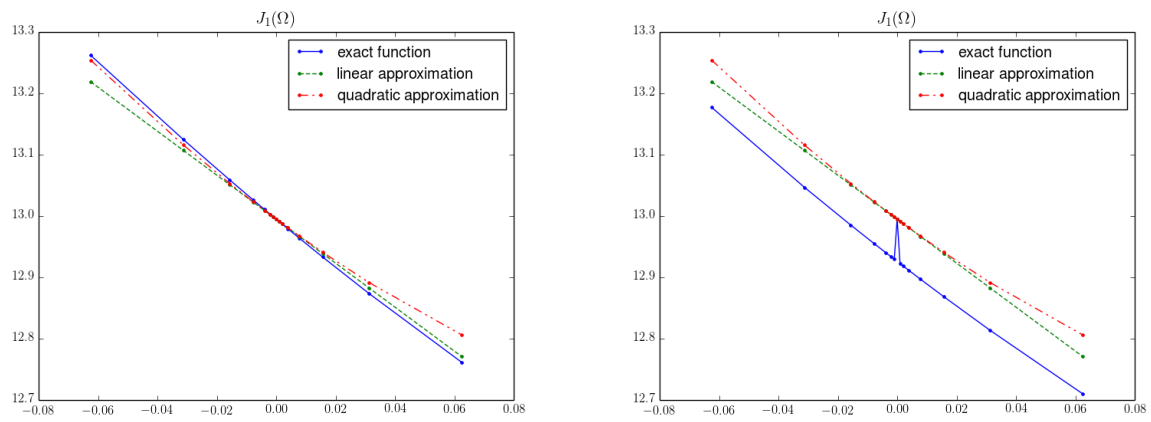 J₁(Ω)
13.3
13.2
13.1
13.0
12.9
12.8
12.7
−0.08 −0.06 −0.04 −0.02 0.00 0.02 0.04 0.06 0.08
exact function
linear approximation
quadratic approximation
J₁(Ω)
13.3
13.2
13.1
13.0
12.9
12.8
12.7
−0.08 −0.06 −0.04 −0.02 0.00 0.02 0.04 0.06 0.08
exact function
linear approximation
quadratic approximation